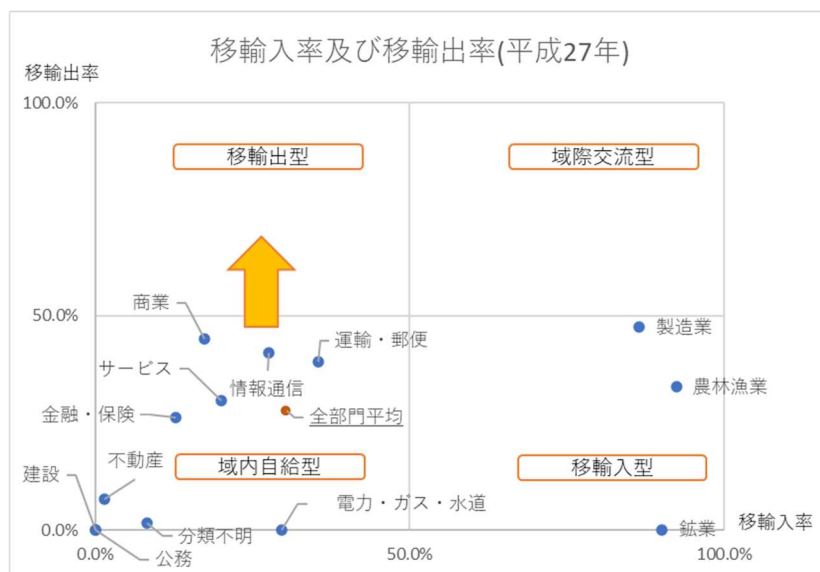 移輸入率及び移輸出率(平成27年)
移輸出率
100.0%
移輸出型
域際交流型
50.0%
商業
運輸・郵便
製造業
サービス
情報通信
農林漁業
金融・保険
全部門平均
不動産
域内自給型
移輸入型
建設
電力・ガス・水道
0.0%
分類不明
鉱業
移輸入率
公務
0.0%
50.0%
100.0%